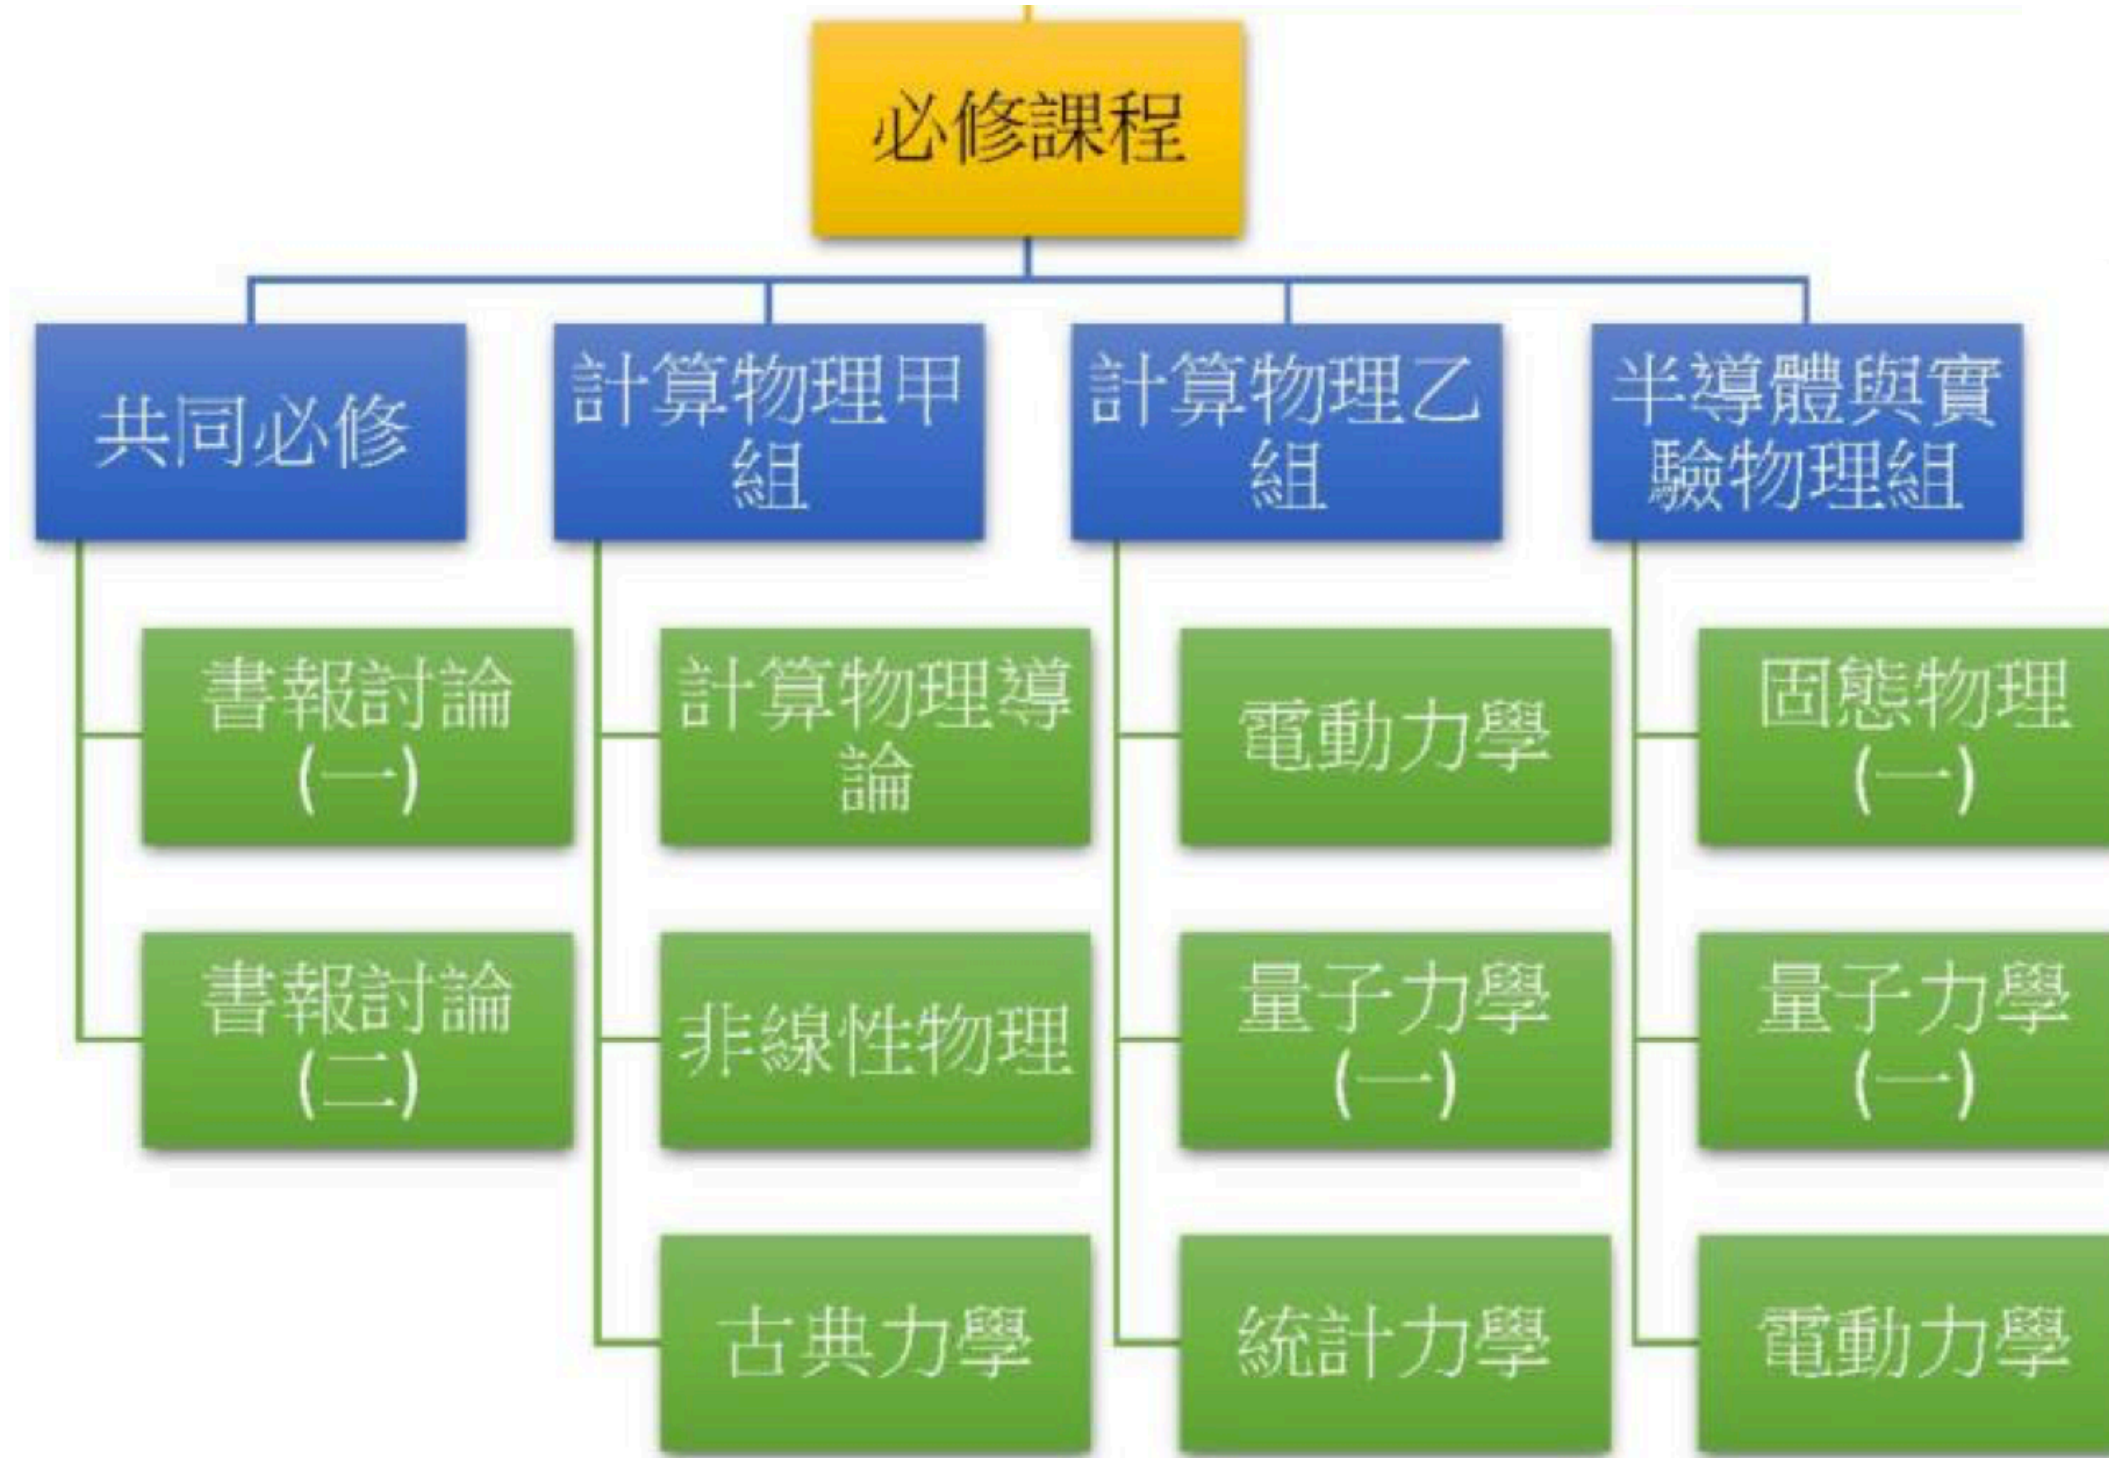 必修課程
共同必修
計算物理甲
組
計算物理乙
組
半導體與實
驗物理組
書報討論
(一)
計算物理導
論
電動力學
固態物理
(一)
書報討論
(二)
非線性物理
量子力學
(一)
量子力學
(一)
古典力學
統計力學
電動力學